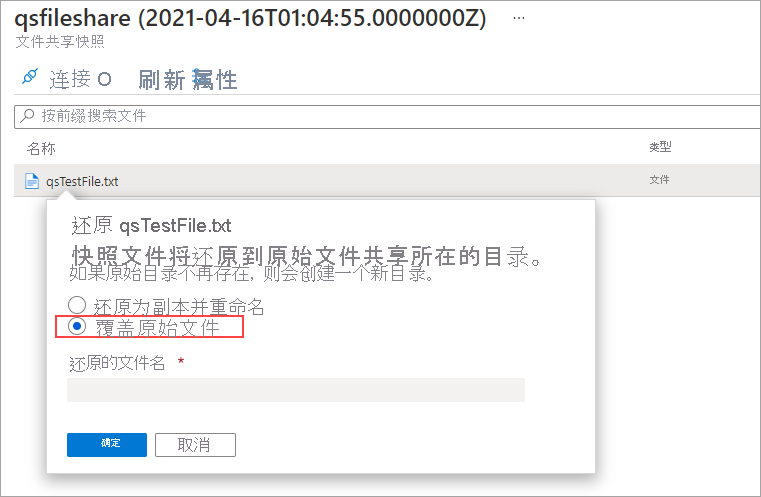 qsfileshare (2021-04-16T01:04:55.0000000Z) ...
文件共享快照
连接 O 刷新 属性
按前缀搜索文件
名称 类型
qsTestFile.txt 文件
还原 qsTestFile.txt
快照文件将还原到原始文件共享所在的目录。
如果原始目录不再存在, 则会创建一个新目录。
还原为副本并重命名
覆盖原始文件
还原的文件名 *
确定 取消